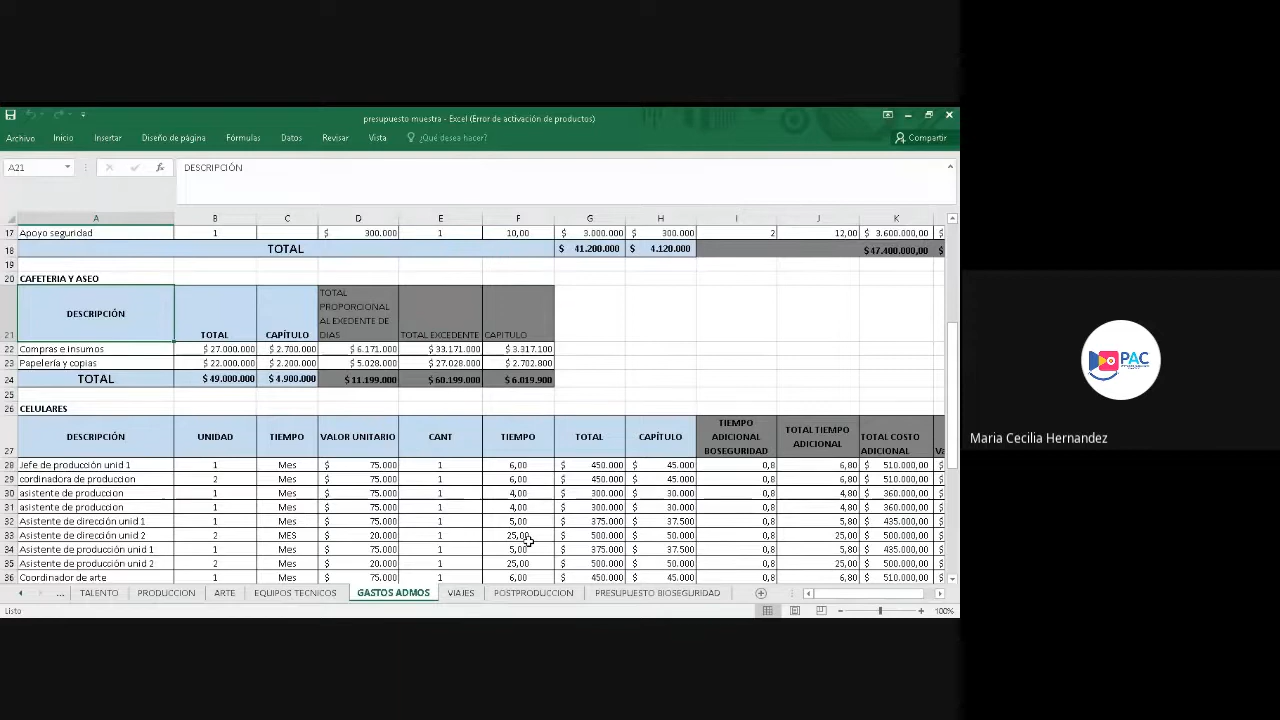 presupuesto muestra - Excel (Error de activación de productos)
Archivo Inicio Insertar Diseño de página Fórmulas Datos Revisar Vista ¿Qué desea hacer? Compartir
A21 fx DESCRIPCIÓN
A B C D E F G H I J K
17 Apoyo seguridad 1 $ 300.000 1 10,00 $ 3.000.000 $ 300.000 2 12,00 $ 3.600.000,00 $
18 TOTAL $ 41.200.000 $ 4.120.000 $47.400.000,00 $
19
20 CAFETERIA Y ASEO
21 DESCRIPCIÓN TOTAL CAPÍTULO TOTAL PROPORCIONAL AL EXEDENTE DE DIAS TOTAL EXCEDENTE CAPITULO
22 Compras e insumos $ 27.000.000 $ 2.700.000 $ 6.171.000 $ 33.171.000 $ 3.317.100
23 Papelería y copias $ 22.000.000 $ 2.200.000 $ 5.028.000 $ 27.028.000 $ 2.702.800
24 TOTAL $ 49.000.000 $ 4.900.000 $ 11.199.000 $ 60.199.000 $ 6.019.900
25
26 CELULARES
27 DESCRIPCIÓN UNIDAD TIEMPO VALOR UNITARIO CANT TIEMPO TOTAL CAPÍTULO TIEMPO ADICIONAL BOSEGURIDAD TOTAL TIEMPO ADICIONAL TOTAL COSTO ADICIONAL Va
28 Jefe de producción unid 1 1 Mes $ 75.000 1 6,00 $ 450.000 $ 45.000 0,8 6,80 $ 510.000,00 $
29 cordinadora de produccion 2 Mes $ 75.000 1 6,00 $ 450.000 $ 45.000 0,8 6,80 $ 510.000,00 $
30 asistente de produccion 1 Mes $ 75.000 1 4,00 $ 300.000 $ 30.000 0,8 4,80 $ 360.000,00 $
31 asistente de produccion 1 Mes $ 75.000 1 4,00 $ 300.000 $ 30.000 0,8 4,80 $ 360.000,00 $
32 Asistente de dirección unid 1 1 Mes $ 75.000 1 5,00 $ 375.000 $ 37.500 0,8 5,80 $ 435.000,00 $
33 Asistente de dirección unid 2 2 MES $ 20.000 1 25,00 $ 500.000 $ 50.000 0,8 25,00 $ 500.000,00 $
34 Asistente de producción unid 1 1 Mes $ 75.000 1 5,00 $ 375.000 $ 37.500 0,8 5,80 $ 435.000,00 $
35 Asistente de producción unid 2 2 Mes $ 20.000 1 25,00 $ 500.000 $ 50.000 0,8 25,00 $ 500.000,00 $
36 Coordinador de arte 1 Mes $ 75.000 1 6,00 $ 450.000 $ 45.000 0,8 6,80 $ 510.000,00 $
... TALENTO PRODUCCION ARTE EQUIPOS TECNICOS GASTOS ADMOS VIAJES POSTPRODUCCION PRESUPUESTO BIOSEGURIDAD
Listo 100%
PAC
Maria Cecilia Hernandez